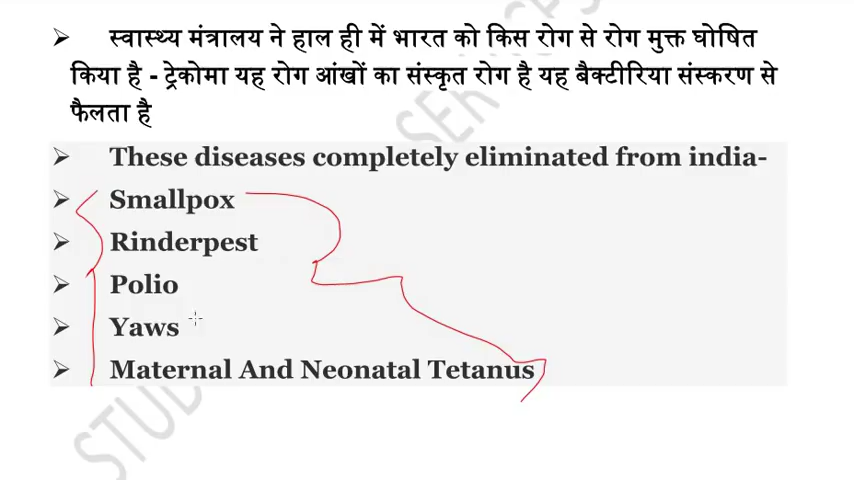 ➢ स्वास्थ्य मंत्रालय ने हाल ही में भारत को किस रोग से रोग मुक्त घोषित
किया है - ट्रेकोमा यह रोग आंखों का संस्कृत रोग है यह बैक्टीरिया संस्करण से
फैलता है
➢ These diseases completely eliminated from india-
➢ Smallpox
➢ Rinderpest
➢ Polio
➢ Yaws
➢ Maternal And Neonatal Tetanus